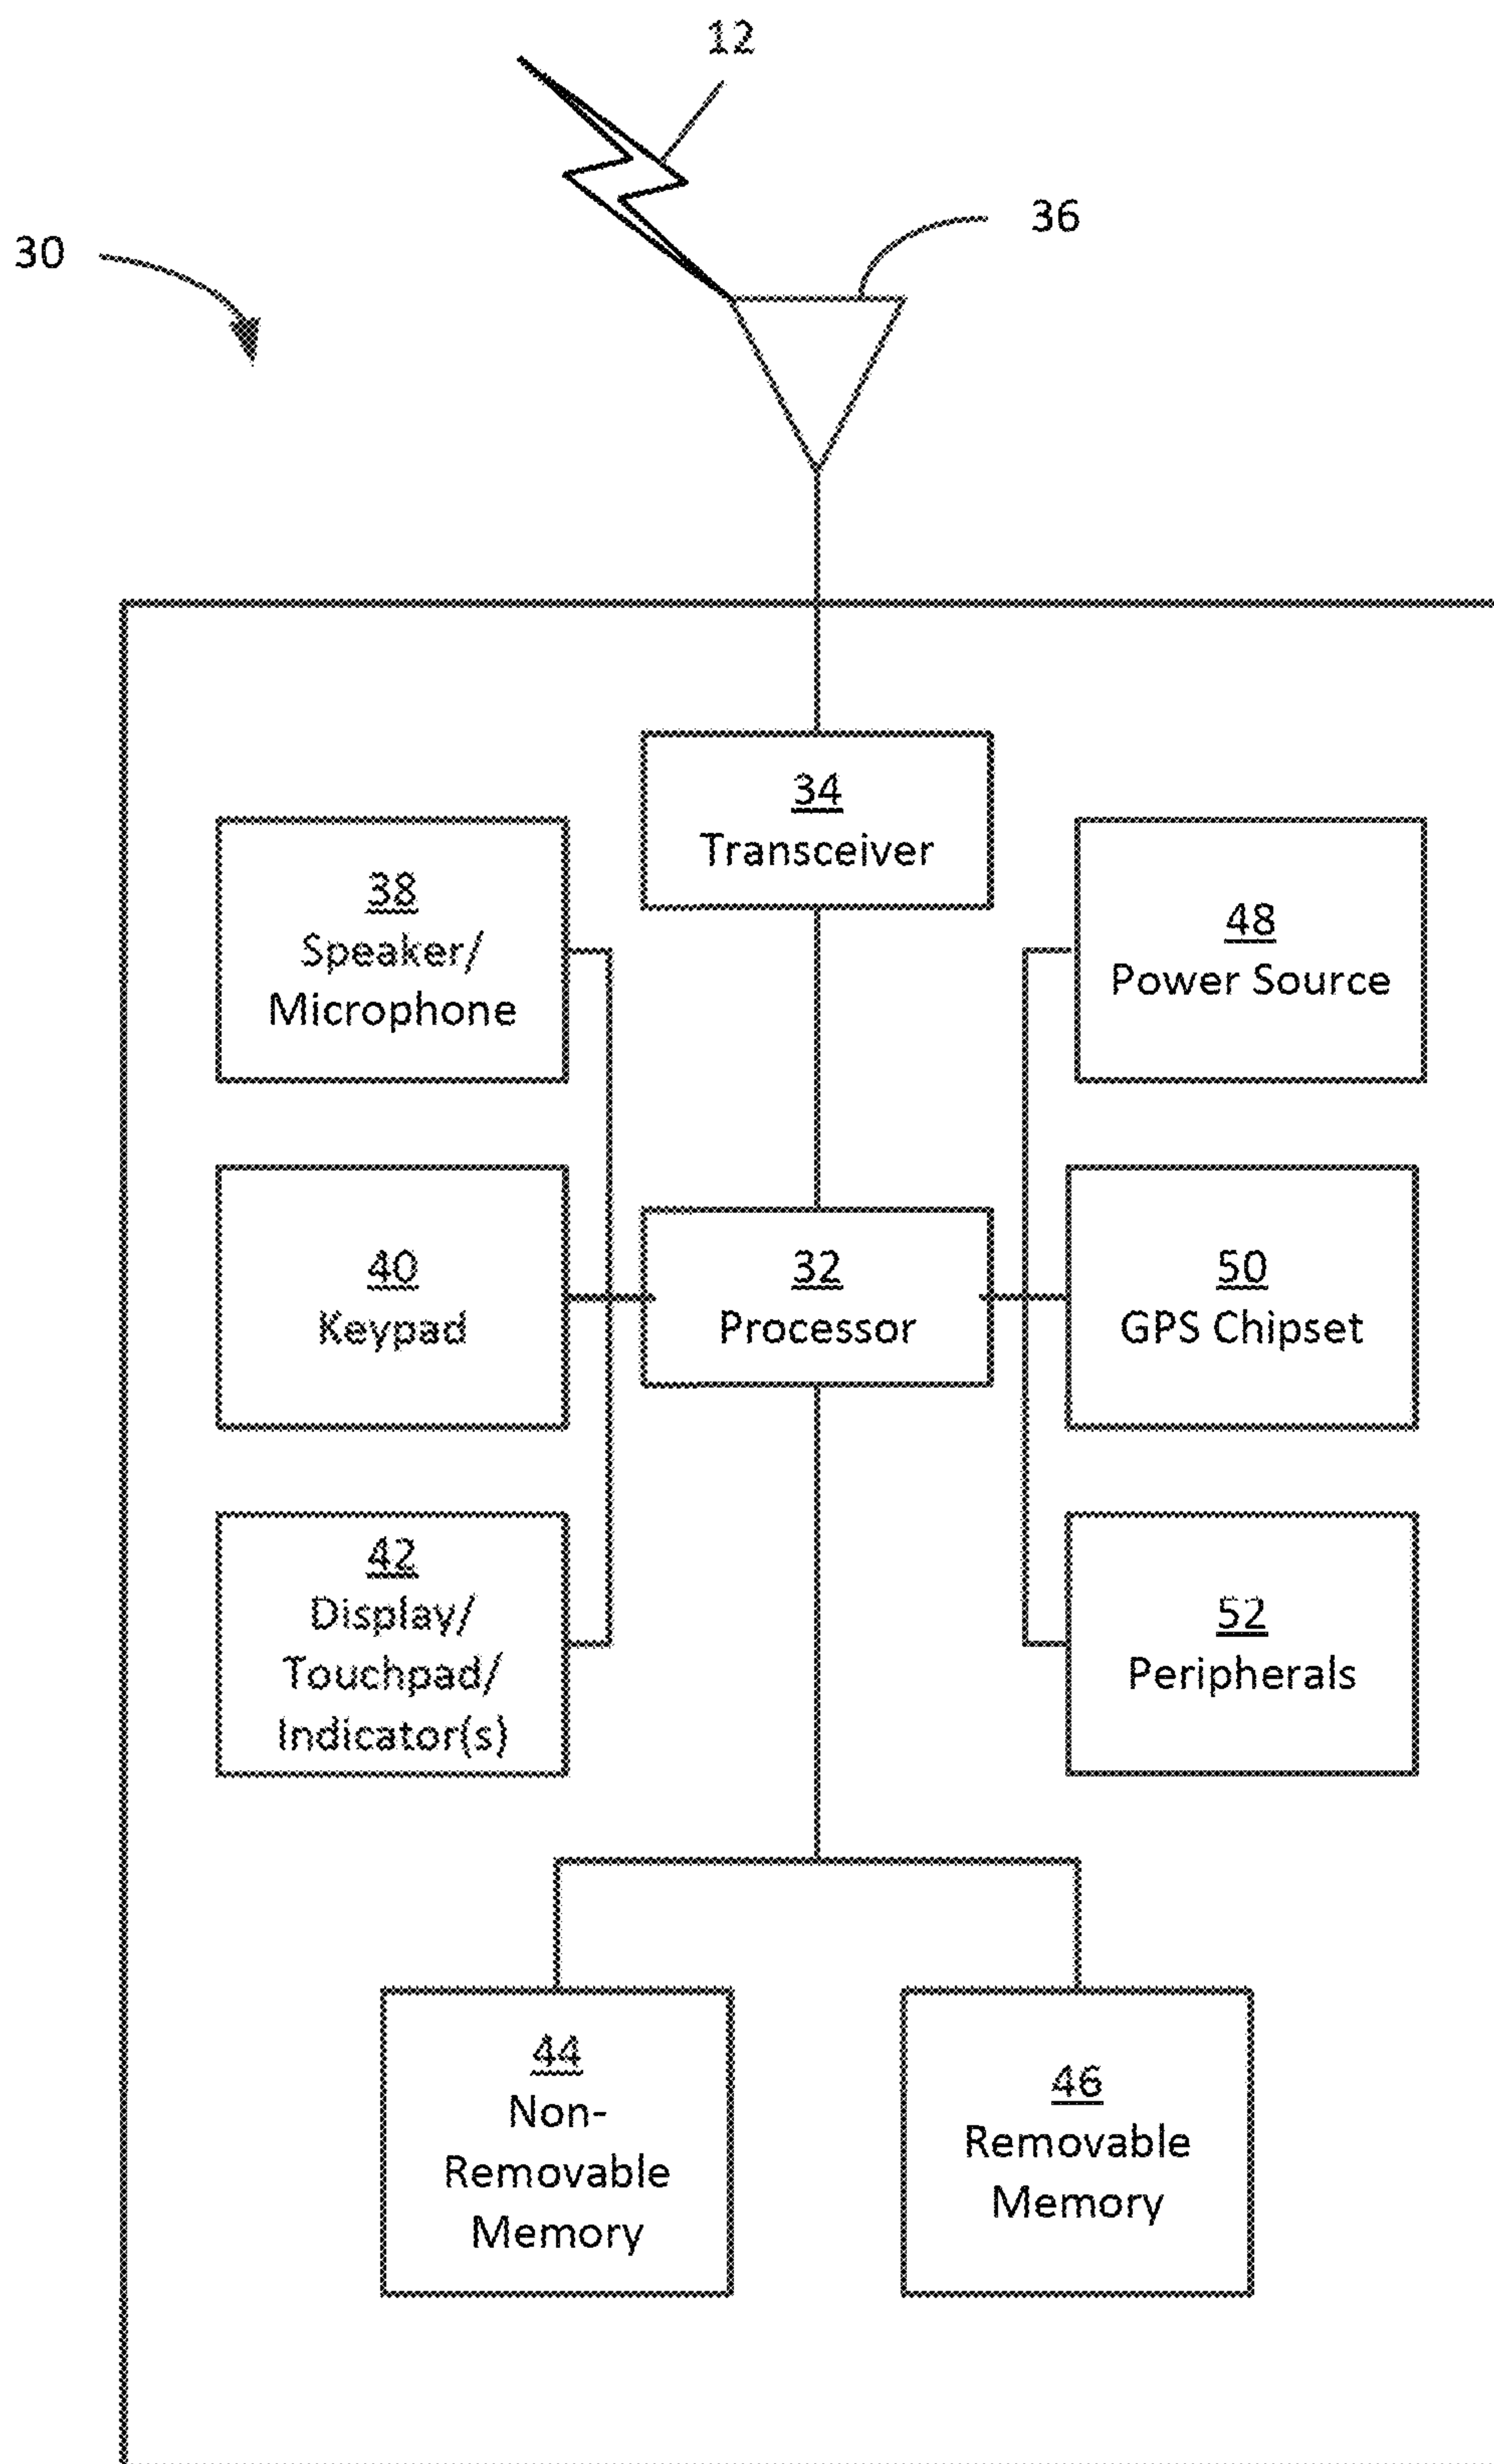 12
36
30
34
Transceiver
38
Speaker/
Microphone
48
Power Source
40
Keypad
32
Processor
50
GPS Chipset
42
Display/
Touchpad/
Indicator(s)
52
Peripherals
44
Non-
Removable
Memory
46
Removable
Memory